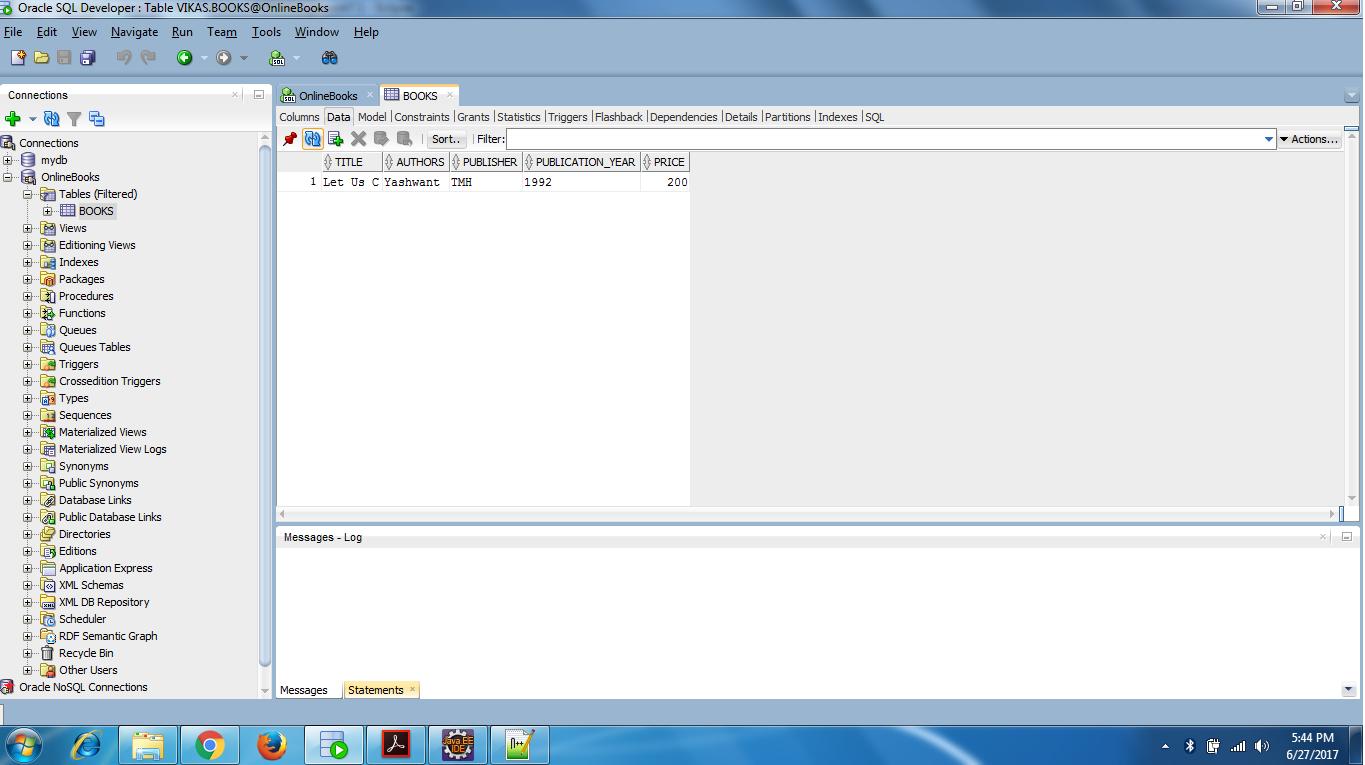 Oracle SQL Developer : Table VIKAS.BOOKS@OnlineBooks
File Edit View Navigate Run Team Tools Window Help
Connections
OnlineBooks
BOOKS
Columns Data Model Constraints Grants Statistics Triggers Flashback Dependencies Details Partitions Indexes SQL
Sort.. Filter: Actions...
TITLE AUTHORS PUBLISHER PUBLICATION_YEAR PRICE
1 Let Us C Yashwant TMH 1992 200
Connections
mydb
OnlineBooks
Tables (Filtered)
BOOKS
Views
Editioning Views
Indexes
Packages
Procedures
Functions
Queues
Queues Tables
Triggers
Crossedition Triggers
Types
Sequences
Materialized Views
Materialized View Logs
Synonyms
Public Synonyms
Database Links
Public Database Links
Directories
Editions
Application Express
XML Schemas
XML DB Repository
Scheduler
RDF Semantic Graph
Recycle Bin
Other Users
Oracle NoSQL Connections
Messages - Log
Messages Statements
Java EE
IDE
5:44 PM
6/27/2017